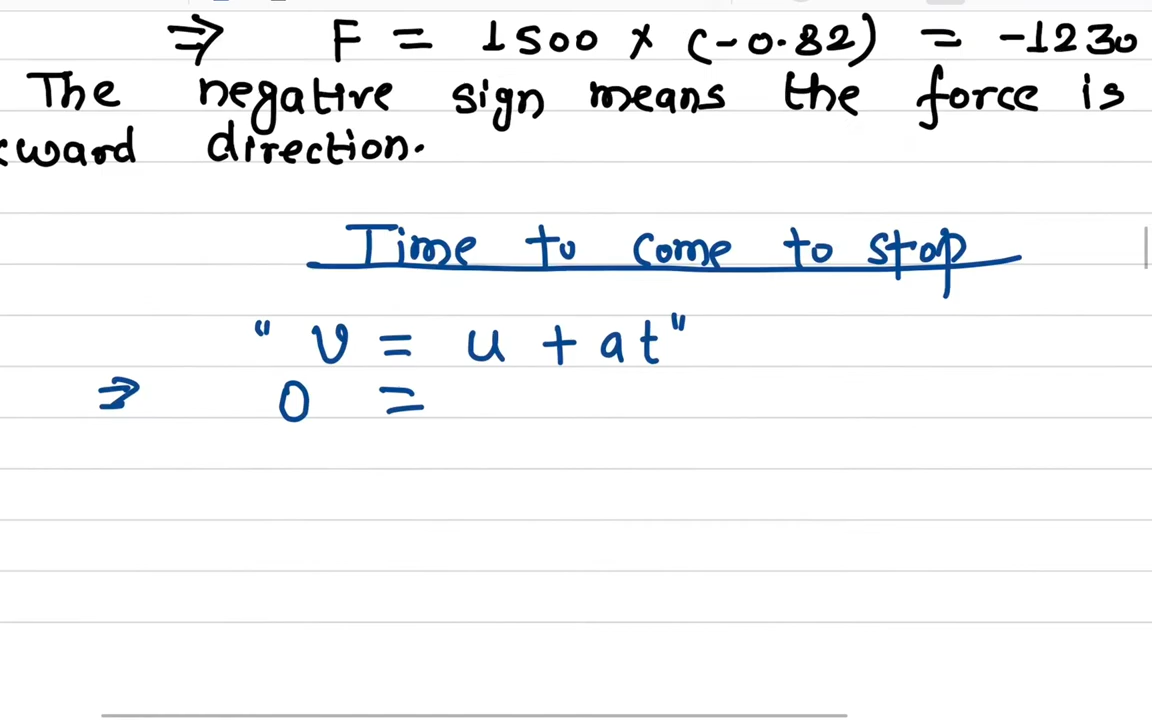 ⇒ F = 1500 × (-0.82) = -1230
The negative sign means the force is
ward direction.
Time to come to stop
" v = u + at"
⇒ 0 =